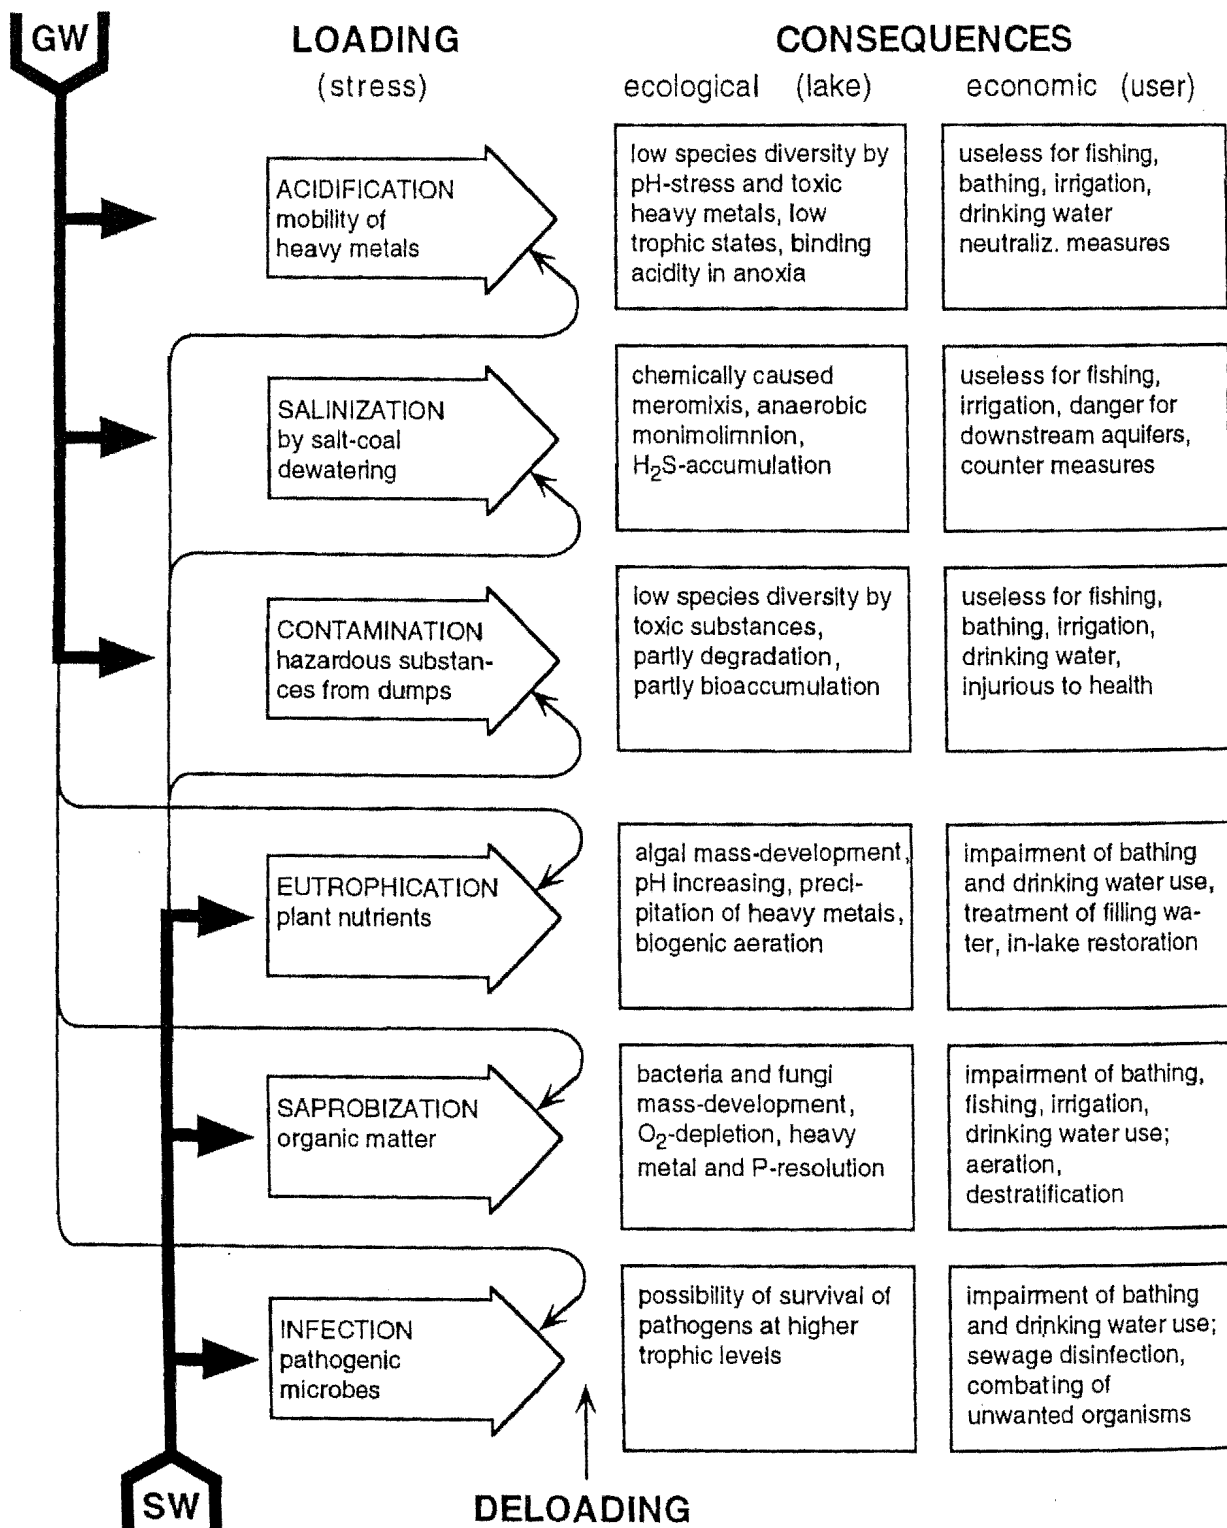 GW
LOADING
(stress)
CONSEQUENCES
ecological (lake)
economic (user)
ACIDIFICATION
mobility of
heavy metals
low species diversity by
pH-stress and toxic
heavy metals, low
trophic states, binding
acidity in anoxia
useless for fishing,
bathing, irrigation,
drinking water
neutraliz. measures
SALINIZATION
by salt-coal
dewatering
chemically caused
meromixis, anaerobic
monimolimnion,
H₂S-accumulation
useless for fishing,
irrigation, danger for
downstream aquifers,
counter measures
CONTAMINATION
hazardous substan-
ces from dumps
low species diversity by
toxic substances,
partly degradation,
partly bioaccumulation
useless for fishing,
bathing, irrigation,
drinking water,
injurious to health
EUTROPHICATION
plant nutrients
algal mass-development,
pH increasing, preci-
pitation of heavy metals,
biogenic aeration
impairment of bathing
and drinking water use,
treatment of filling wa-
ter, in-lake restoration
SAPROBIZATION
organic matter
bacteria and fungi
mass-development,
O₂-depletion, heavy
metal and P-resolution
impairment of bathing,
fishing, irrigation,
drinking water use;
aeration,
destratification
INFECTION
pathogenic
microbes
possibility of survival of
pathogens at higher
trophic levels
impairment of bathing
and drinking water use;
sewage disinfection,
combating of
unwanted organisms
SW
DELOADING